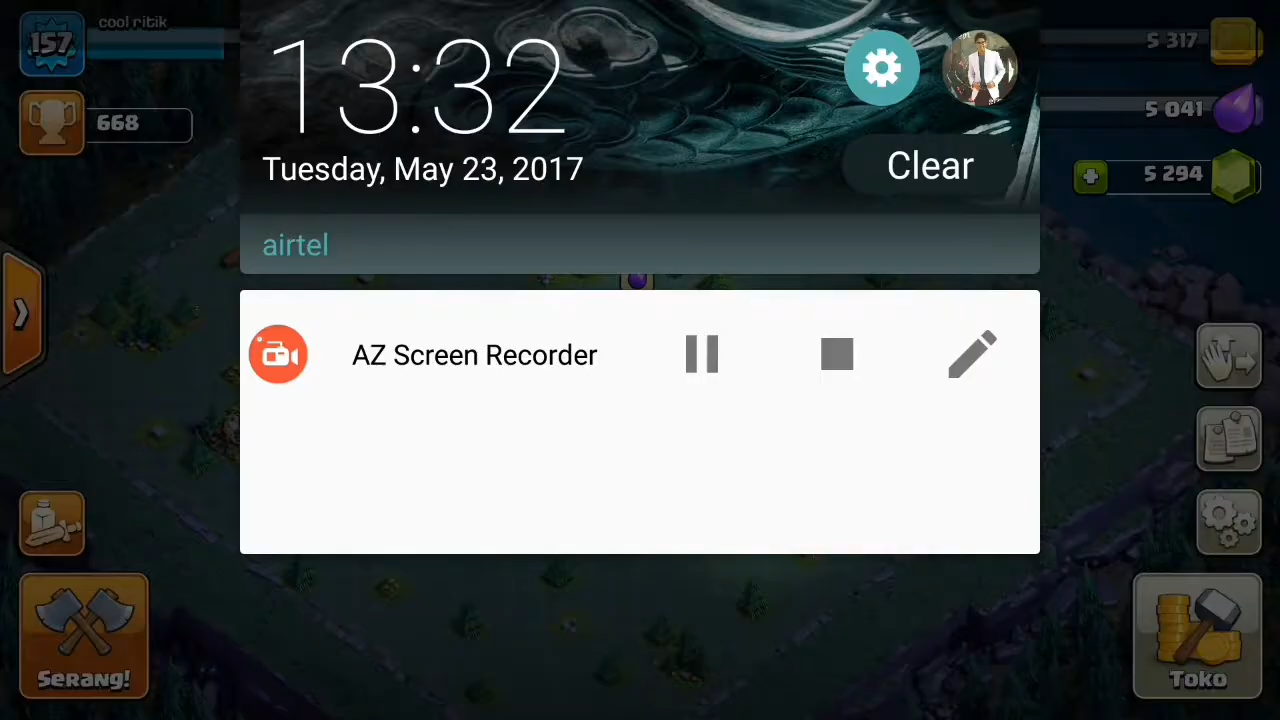 157
cool ritik
668
13:32
Tuesday, May 23, 2017
Clear
airtel
5 317
5 041
5 294
AZ Screen Recorder
Serang!
Toko